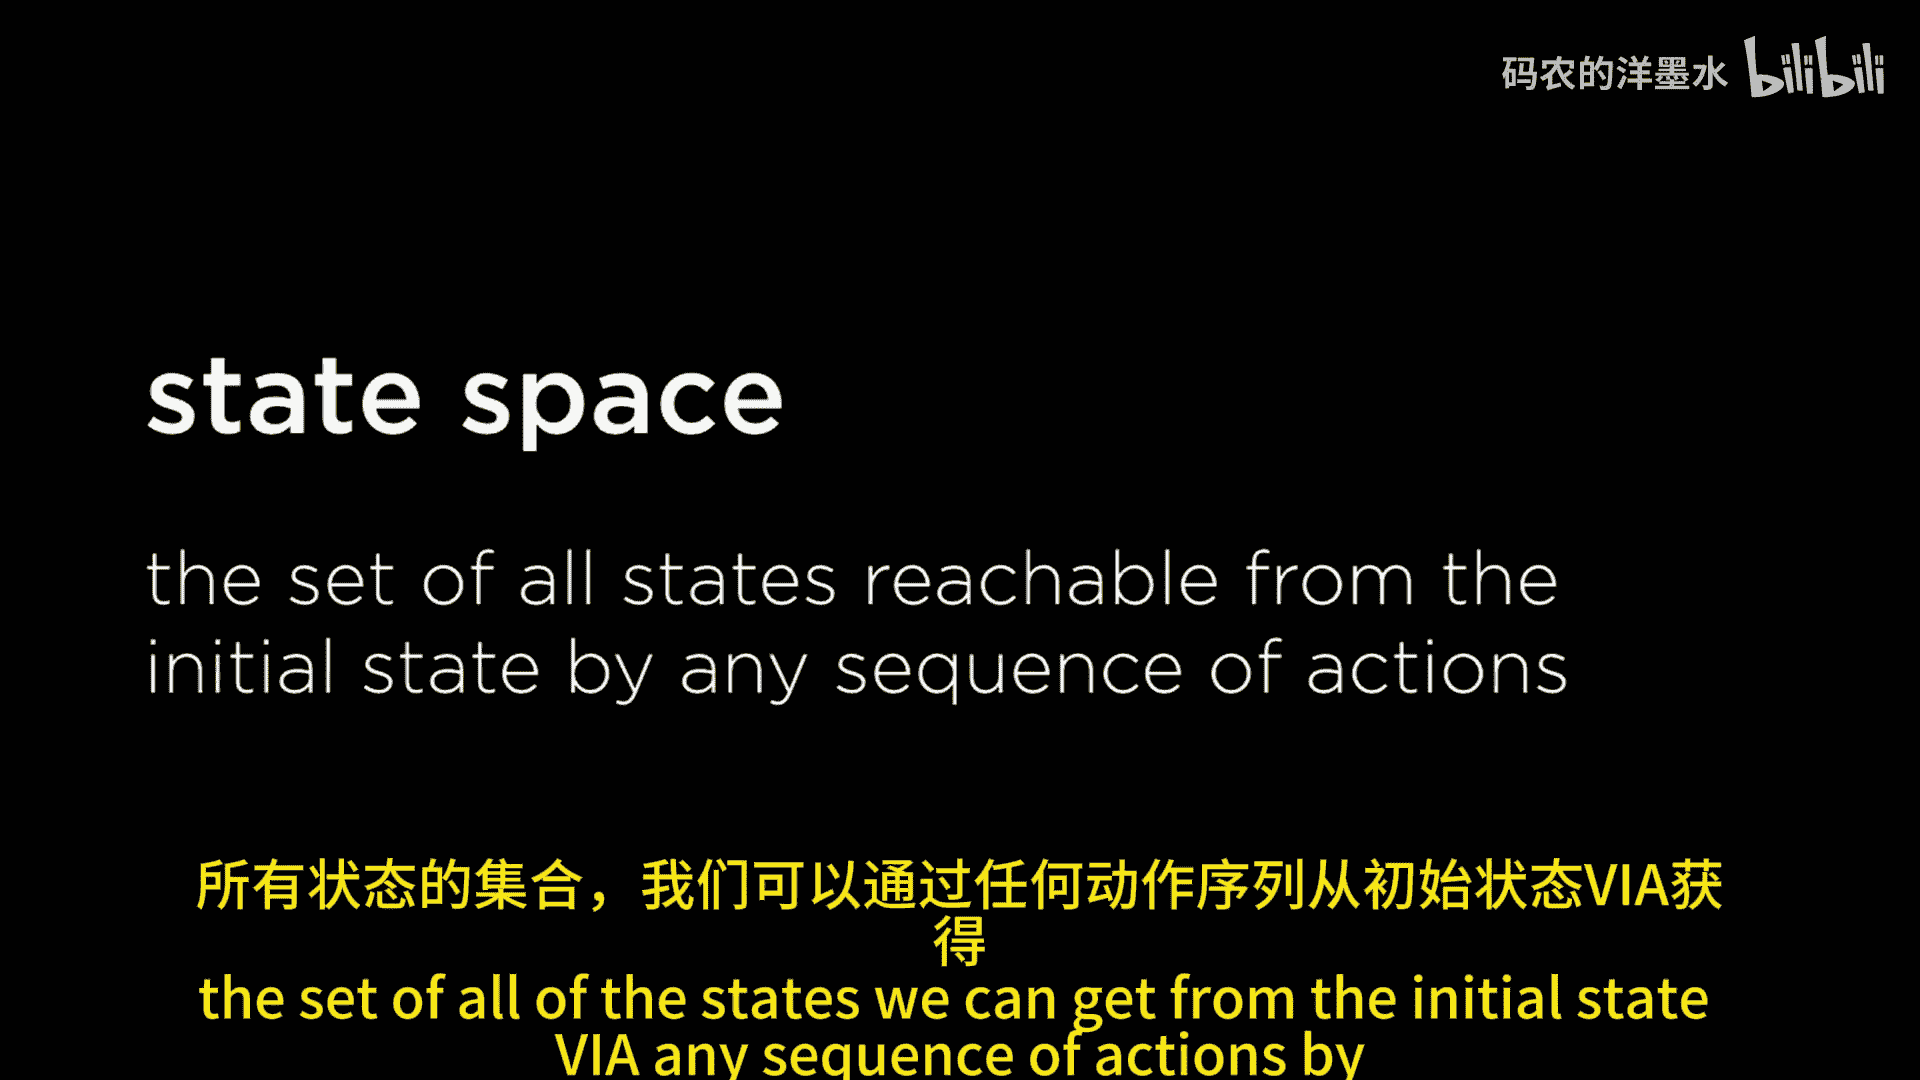 码农的洋墨水 bilibili
state space
the set of all states reachable from the
initial state by any sequence of actions
所有状态的集合，我们可以通过任何动作序列从初始状态VIA获
得
the set of all of the states we can get from the initial state
VIA any sequence of actions by